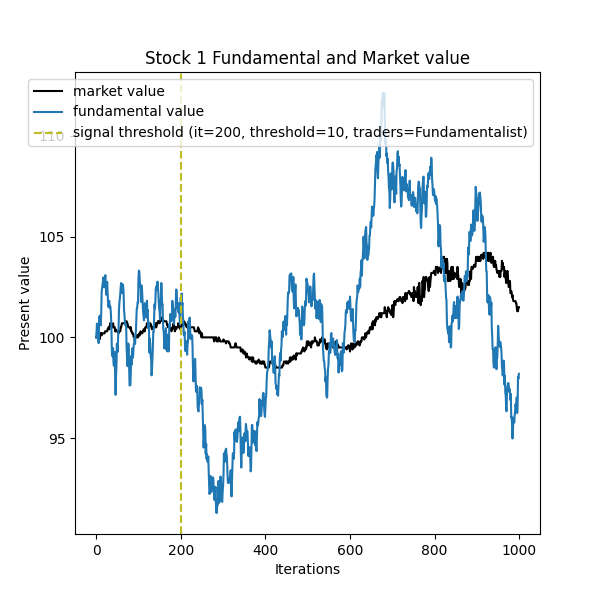 Stock 1 Fundamental and Market value
market value
fundamental value
signal threshold (it=200, threshold=10, traders=Fundamentalist)
110
105
100
95
Present value
0 200 400 600 800 1000
Iterations